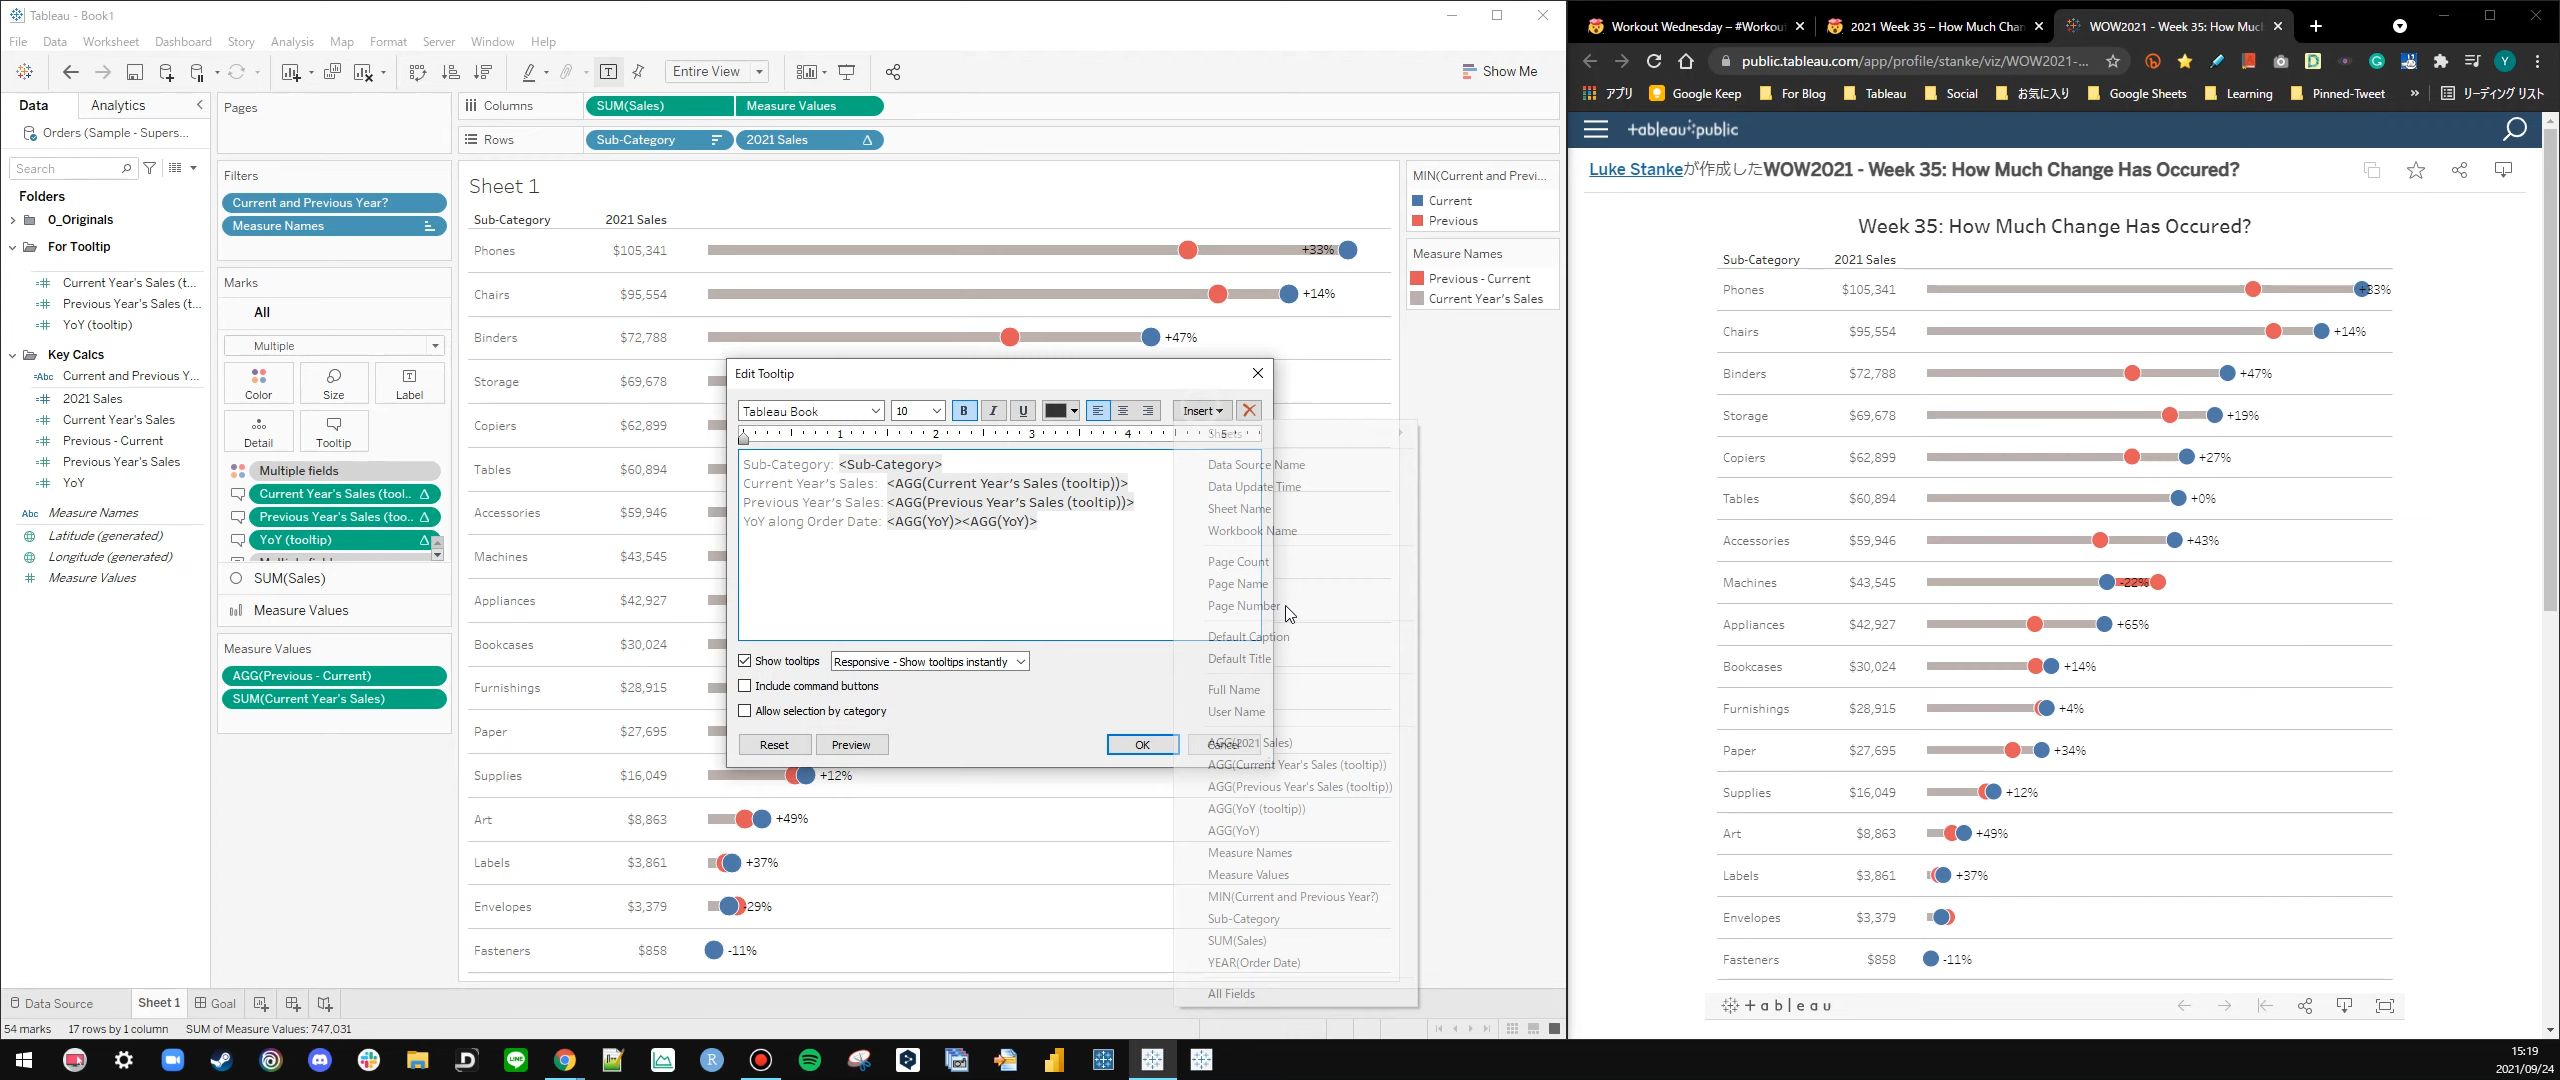 Tableau - Book1
File Data Worksheet Dashboard Story Analysis Map Format Server Window Help
Entire View
Show Me
Data Analytics
Orders (Sample - Supers...
Search
Folders
0_Originals
For Tooltip
Current Year's Sales (t...
Previous Year's Sales (t...
YoY (tooltip)
Key Calcs
=Abc Current and Previous Y...
2021 Sales
Current Year's Sales
Previous - Current
Previous Year's Sales
YoY
Abc Measure Names
Latitude (generated)
Longitude (generated)
Measure Values
Pages
Filters
Current and Previous Year?
Measure Names
Marks
All
Multiple
Color Size Label
Detail Tooltip
Multiple fields
Current Year's Sales (tool..
Previous Year's Sales (too..
YoY (tooltip)
SUM(Sales)
Measure Values
Measure Values
AGG(Previous - Current)
SUM(Current Year's Sales)
Columns SUM(Sales) Measure Values
Rows Sub-Category 2021 Sales
Sheet 1
Sub-Category 2021 Sales
Phones $105,341 +33%
Chairs $95,554 +14%
Binders $72,788 +47%
Storage $69,678
Copiers $62,899
Tables $60,894
Accessories $59,946
Machines $43,545
Appliances $42,927
Bookcases $30,024
Furnishings $28,915
Paper $27,695
Supplies $16,049 +12%
Art $8,863 +49%
Labels $3,861 +37%
Envelopes $3,379 -29%
Fasteners $858 -11%
MIN(Current and Previ...
Current
Previous
Measure Names
Previous - Current
Current Year's Sales
Edit Tooltip
Tableau Book 10 B I U Insert
1 2 3 4 5
Sub-Category: <Sub-Category>
Current Year's Sales: <AGG(Current Year's Sales (tooltip))>
Previous Year's Sales: <AGG(Previous Year's Sales (tooltip))>
YoY along Order Date: <AGG(YoY)><AGG(YoY)>
Show tooltips Responsive - Show tooltips instantly
Include command buttons
Allow selection by category
Reset Preview OK Cancel
Sheets
Data Source Name
Data Update Time
Sheet Name
Workbook Name
Page Count
Page Name
Page Number
Default Caption
Default Title
Full Name
User Name
AGG(2021 Sales)
AGG(Current Year's Sales (tooltip))
AGG(Previous Year's Sales (tooltip))
AGG(YoY (tooltip))
AGG(YoY)
Measure Names
Measure Values
MIN(Current and Previous Year?)
Sub-Category
SUM(Sales)
YEAR(Order Date)
All Fields
Data Source Sheet 1 Goal
54 marks 17 rows by 1 column SUM of Measure Values: 747,031
Workout Wednesday – #Workou
2021 Week 35 – How Much Chan
WOW2021 - Week 35: How Muc
public.tableau.com/app/profile/stanke/viz/WOW2021-...
Y
アプリ Google Keep For Blog Tableau Social お気に入り Google Sheets Learning Pinned-Tweet » リーディング リスト
+ableau public
Luke Stankeが作成したWOW2021 - Week 35: How Much Change Has Occured?
Week 35: How Much Change Has Occured?
Sub-Category 2021 Sales
Phones $105,341 +33%
Chairs $95,554 +14%
Binders $72,788 +47%
Storage $69,678 +19%
Copiers $62,899 +27%
Tables $60,894 +0%
Accessories $59,946 +43%
Machines $43,545 -22%
Appliances $42,927 +65%
Bookcases $30,024 +14%
Furnishings $28,915 +4%
Paper $27,695 +34%
Supplies $16,049 +12%
Art $8,863 +49%
Labels $3,861 +37%
Envelopes $3,379
Fasteners $858 -11%
+ableau
15:19
2021/09/24